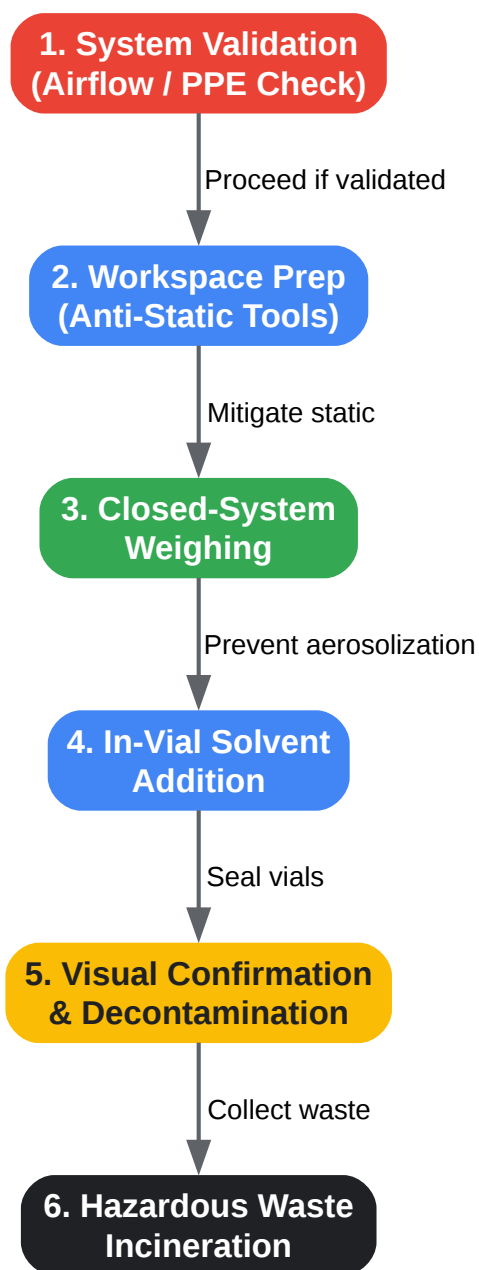 1. System Validation
(Airflow / PPE Check)
Proceed if validated
2. Workspace Prep
(Anti-Static Tools)
Mitigate static
3. Closed-System
Weighing
Prevent aerosolization
4. In-Vial Solvent
Addition
Seal vials
5. Visual Confirmation
& Decontamination
Collect waste
6. Hazardous Waste
Incineration